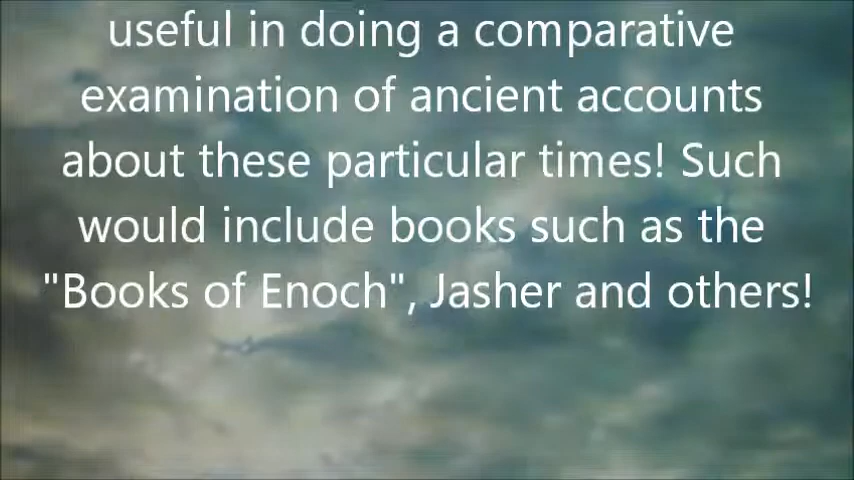 useful in doing a comparative
examination of ancient accounts
about these particular times! Such
would include books such as the
"Books of Enoch", Jasher and others!